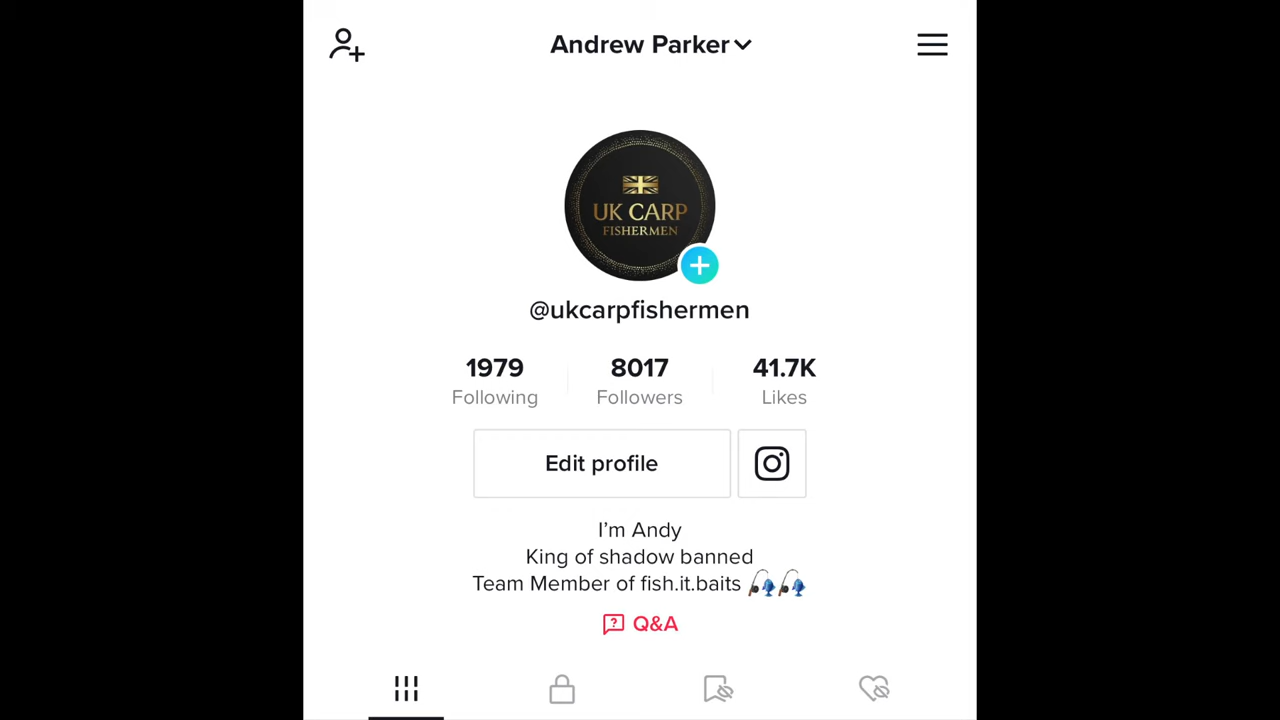 Andrew Parker
UK CARP
FISHERMEN
@ukcarpfishermen
1979 8017 41.7K
Following Followers Likes
Edit profile
I’m Andy
King of shadow banned
Team Member of fish.it.baits 🎣🎣
Q&A